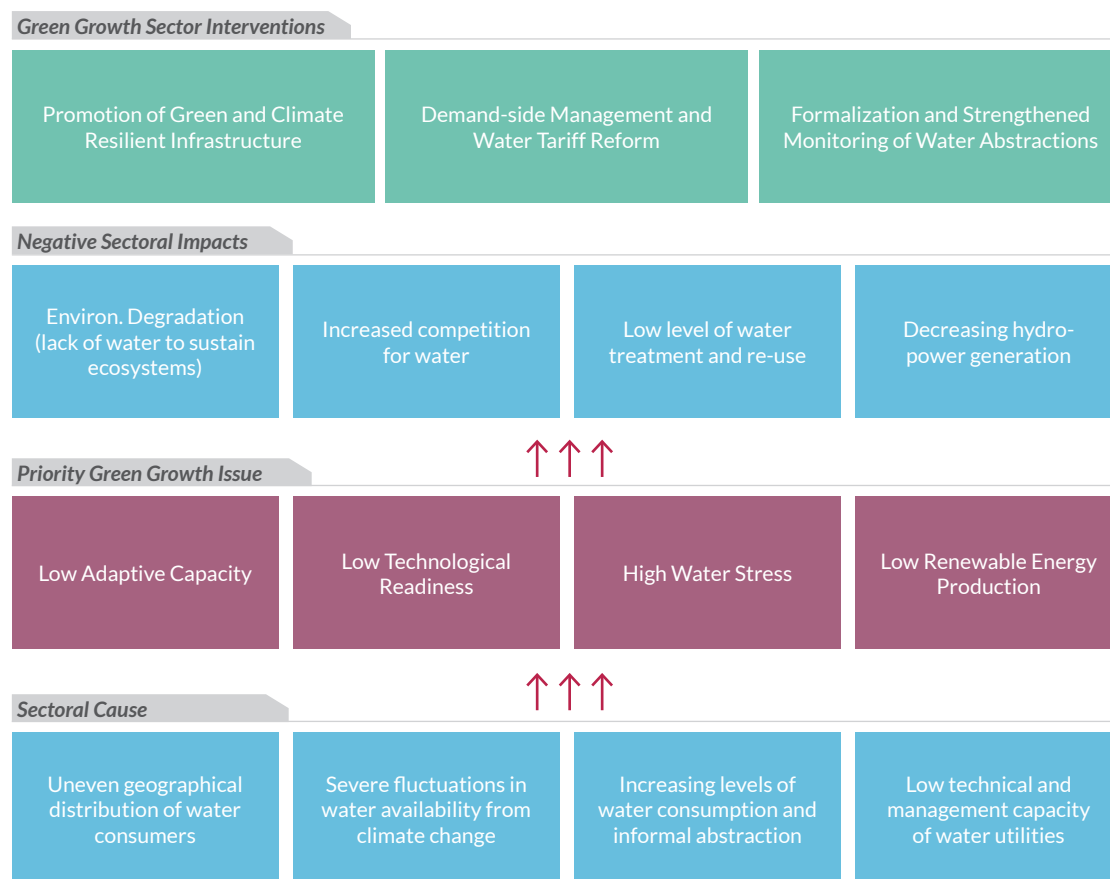 Green Growth Sector Interventions
Promotion of Green and Climate
Resilient Infrastructure
Demand-side Management and
Water Tariff Reform
Formalization and Strengthened
Monitoring of Water Abstractions
Negative Sectoral Impacts
Environ. Degradation
(lack of water to sustain
ecosystems)
Increased competition
for water
Low level of water
treatment and re-use
Decreasing hydro-
power generation
Priority Green Growth Issue
Low Adaptive Capacity
Low Technological
Readiness
High Water Stress
Low Renewable Energy
Production
Sectoral Cause
Uneven geographical
distribution of water
consumers
Severe fluctuations in
water availability from
climate change
Increasing levels of
water consumption and
informal abstraction
Low technical and
management capacity
of water utilities